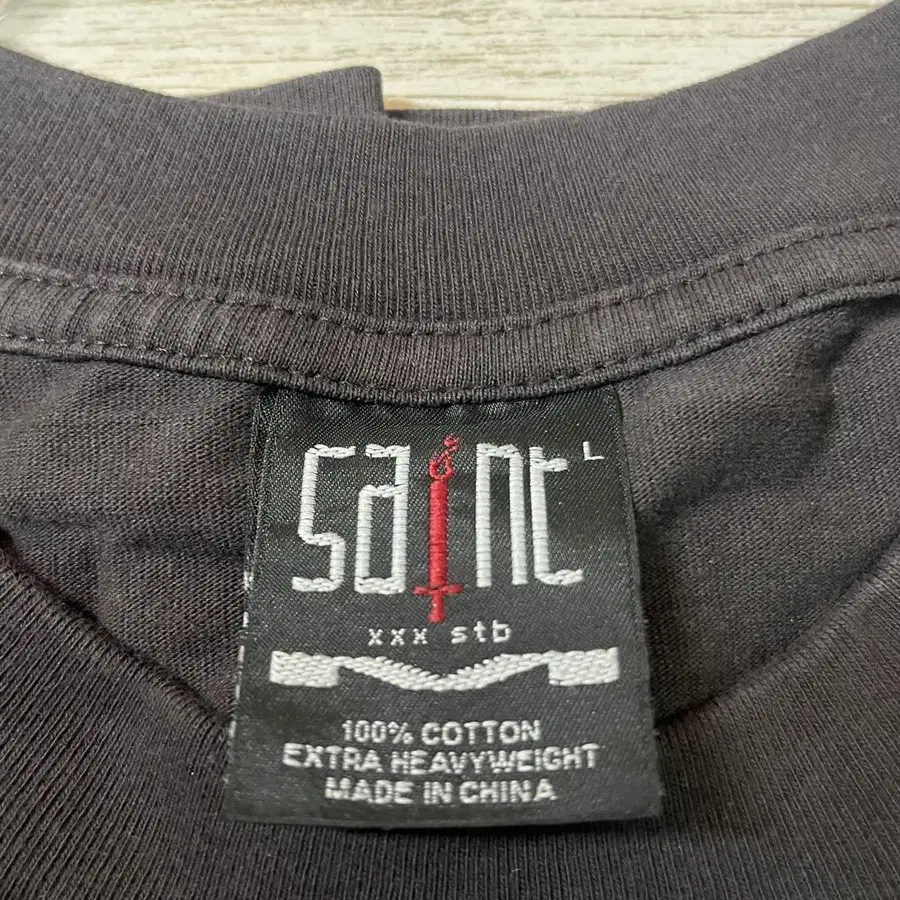 saint L
xxx stb
100% COTTON
EXTRA HEAVYWEIGHT
MADE IN CHINA